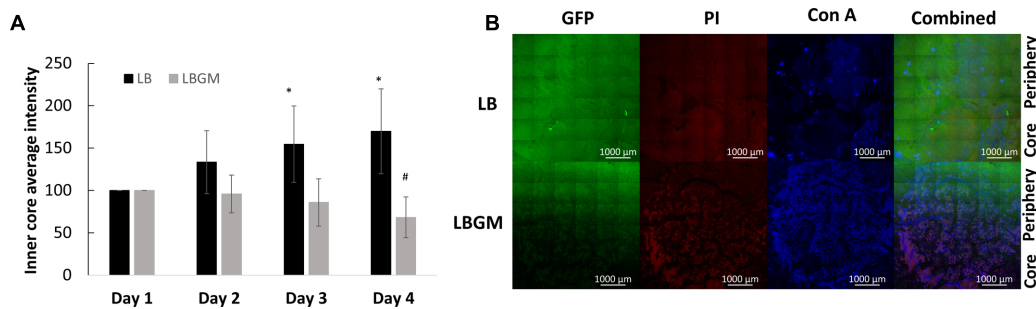 A
Inner core average intensity
250
200
150
100
50
0
LB
LBGM
*
*
#
Day 1
Day 2
Day 3
Day 4
B
GFP
PI
Con A
Combined
LB
1000 µm
1000 µm
1000 µm
1000 µm
Periphery
Core
LBGM
1000 µm
1000 µm
1000 µm
1000 µm
Periphery
Core